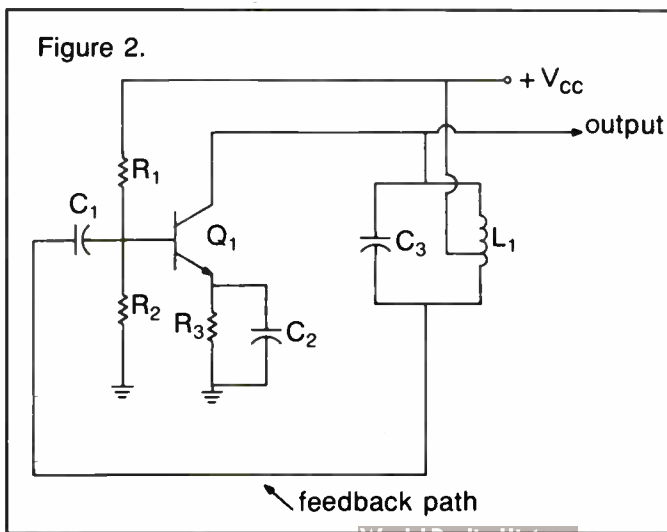 Figure 2.
+ Vcc
output
R₁
C₁
Q₁
C₃
L₁
R₂
R₃
C₂
feedback path